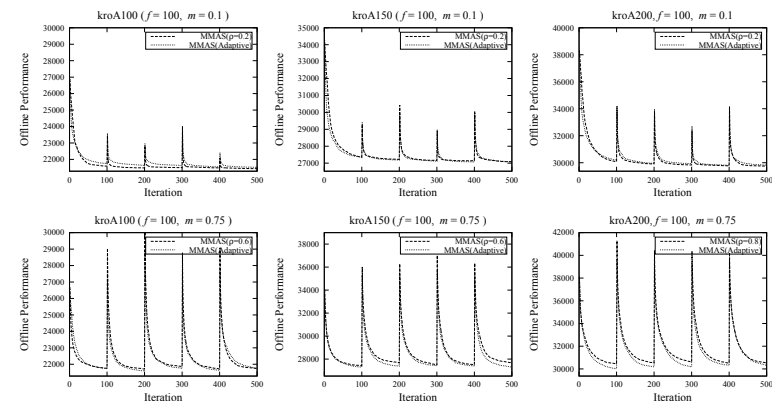 kroA100 ( f = 100, m = 0.1 )
Offline Performance
30000
29000
28000
27000
26000
25000
24000
23000
22000
0 100 200 300 400 500
Iteration
MMAS(ρ=0.2)
MMAS(Adaptive)
kroA150 ( f = 100, m = 0.1 )
Offline Performance
35000
34000
33000
32000
31000
30000
29000
28000
27000
0 100 200 300 400 500
Iteration
MMAS(ρ=0.2)
MMAS(Adaptive)
kroA200, f = 100, m = 0.1
Offline Performance
40000
38000
36000
34000
32000
30000
0 100 200 300 400 500
Iteration
MMAS(ρ=0.2)
MMAS(Adaptive)
kroA100 ( f = 100, m = 0.75 )
Offline Performance
30000
29000
28000
27000
26000
25000
24000
23000
22000
0 100 200 300 400 500
Iteration
MMAS(ρ=0.6)
MMAS(Adaptive)
kroA150 ( f = 100, m = 0.75 )
Offline Performance
38000
36000
34000
32000
30000
28000
0 100 200 300 400 500
Iteration
MMAS(ρ=0.6)
MMAS(Adaptive)
kroA200, f = 100, m = 0.75
Offline Performance
42000
40000
38000
36000
34000
32000
30000
0 100 200 300 400 500
Iteration
MMAS(ρ=0.8)
MMAS(Adaptive)